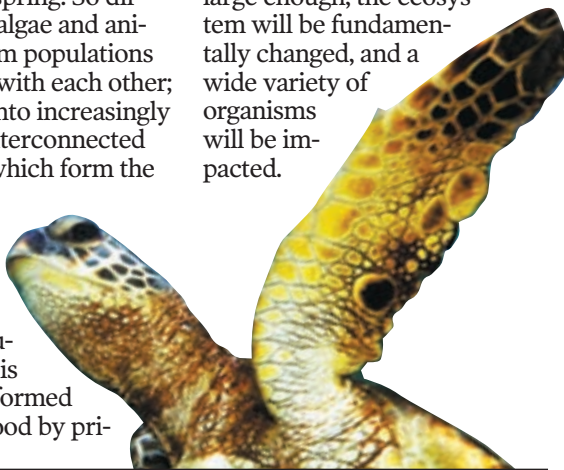 spring. So dif-
algae and ani-
m populations
with each other;
nto increasingly
terconnected
which form the
u-
is
formed
ood by pri-
large enough, the ecosys-
tem will be fundamen-
tally changed, and a
wide variety of
organisms
will be im-
pacted.